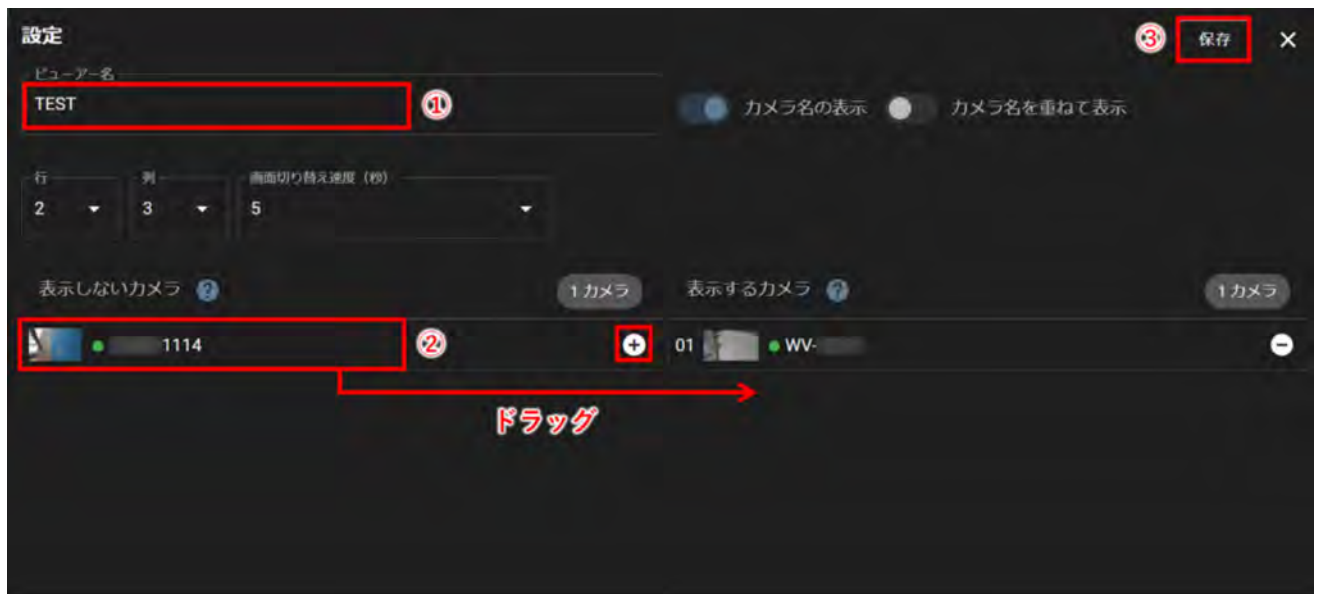 設定
③ 保存 ×
ビューアー名
TEST ①
カメラ名の表示 カメラ名を重ねて表示
行 列 画面切り替え速度（秒）
2 3 5
表示しないカメラ ? 1 カメラ 表示するカメラ ? 1 カメラ
1114 ② + 01 WV- −
ドラッグ